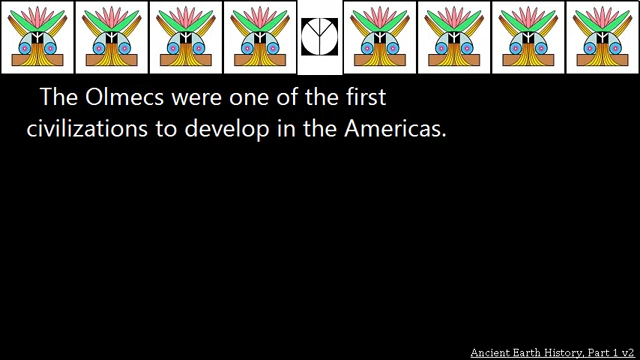 The Olmecs were one of the first
civilizations to develop in the Americas.
Ancient Earth History, Part 1 v2